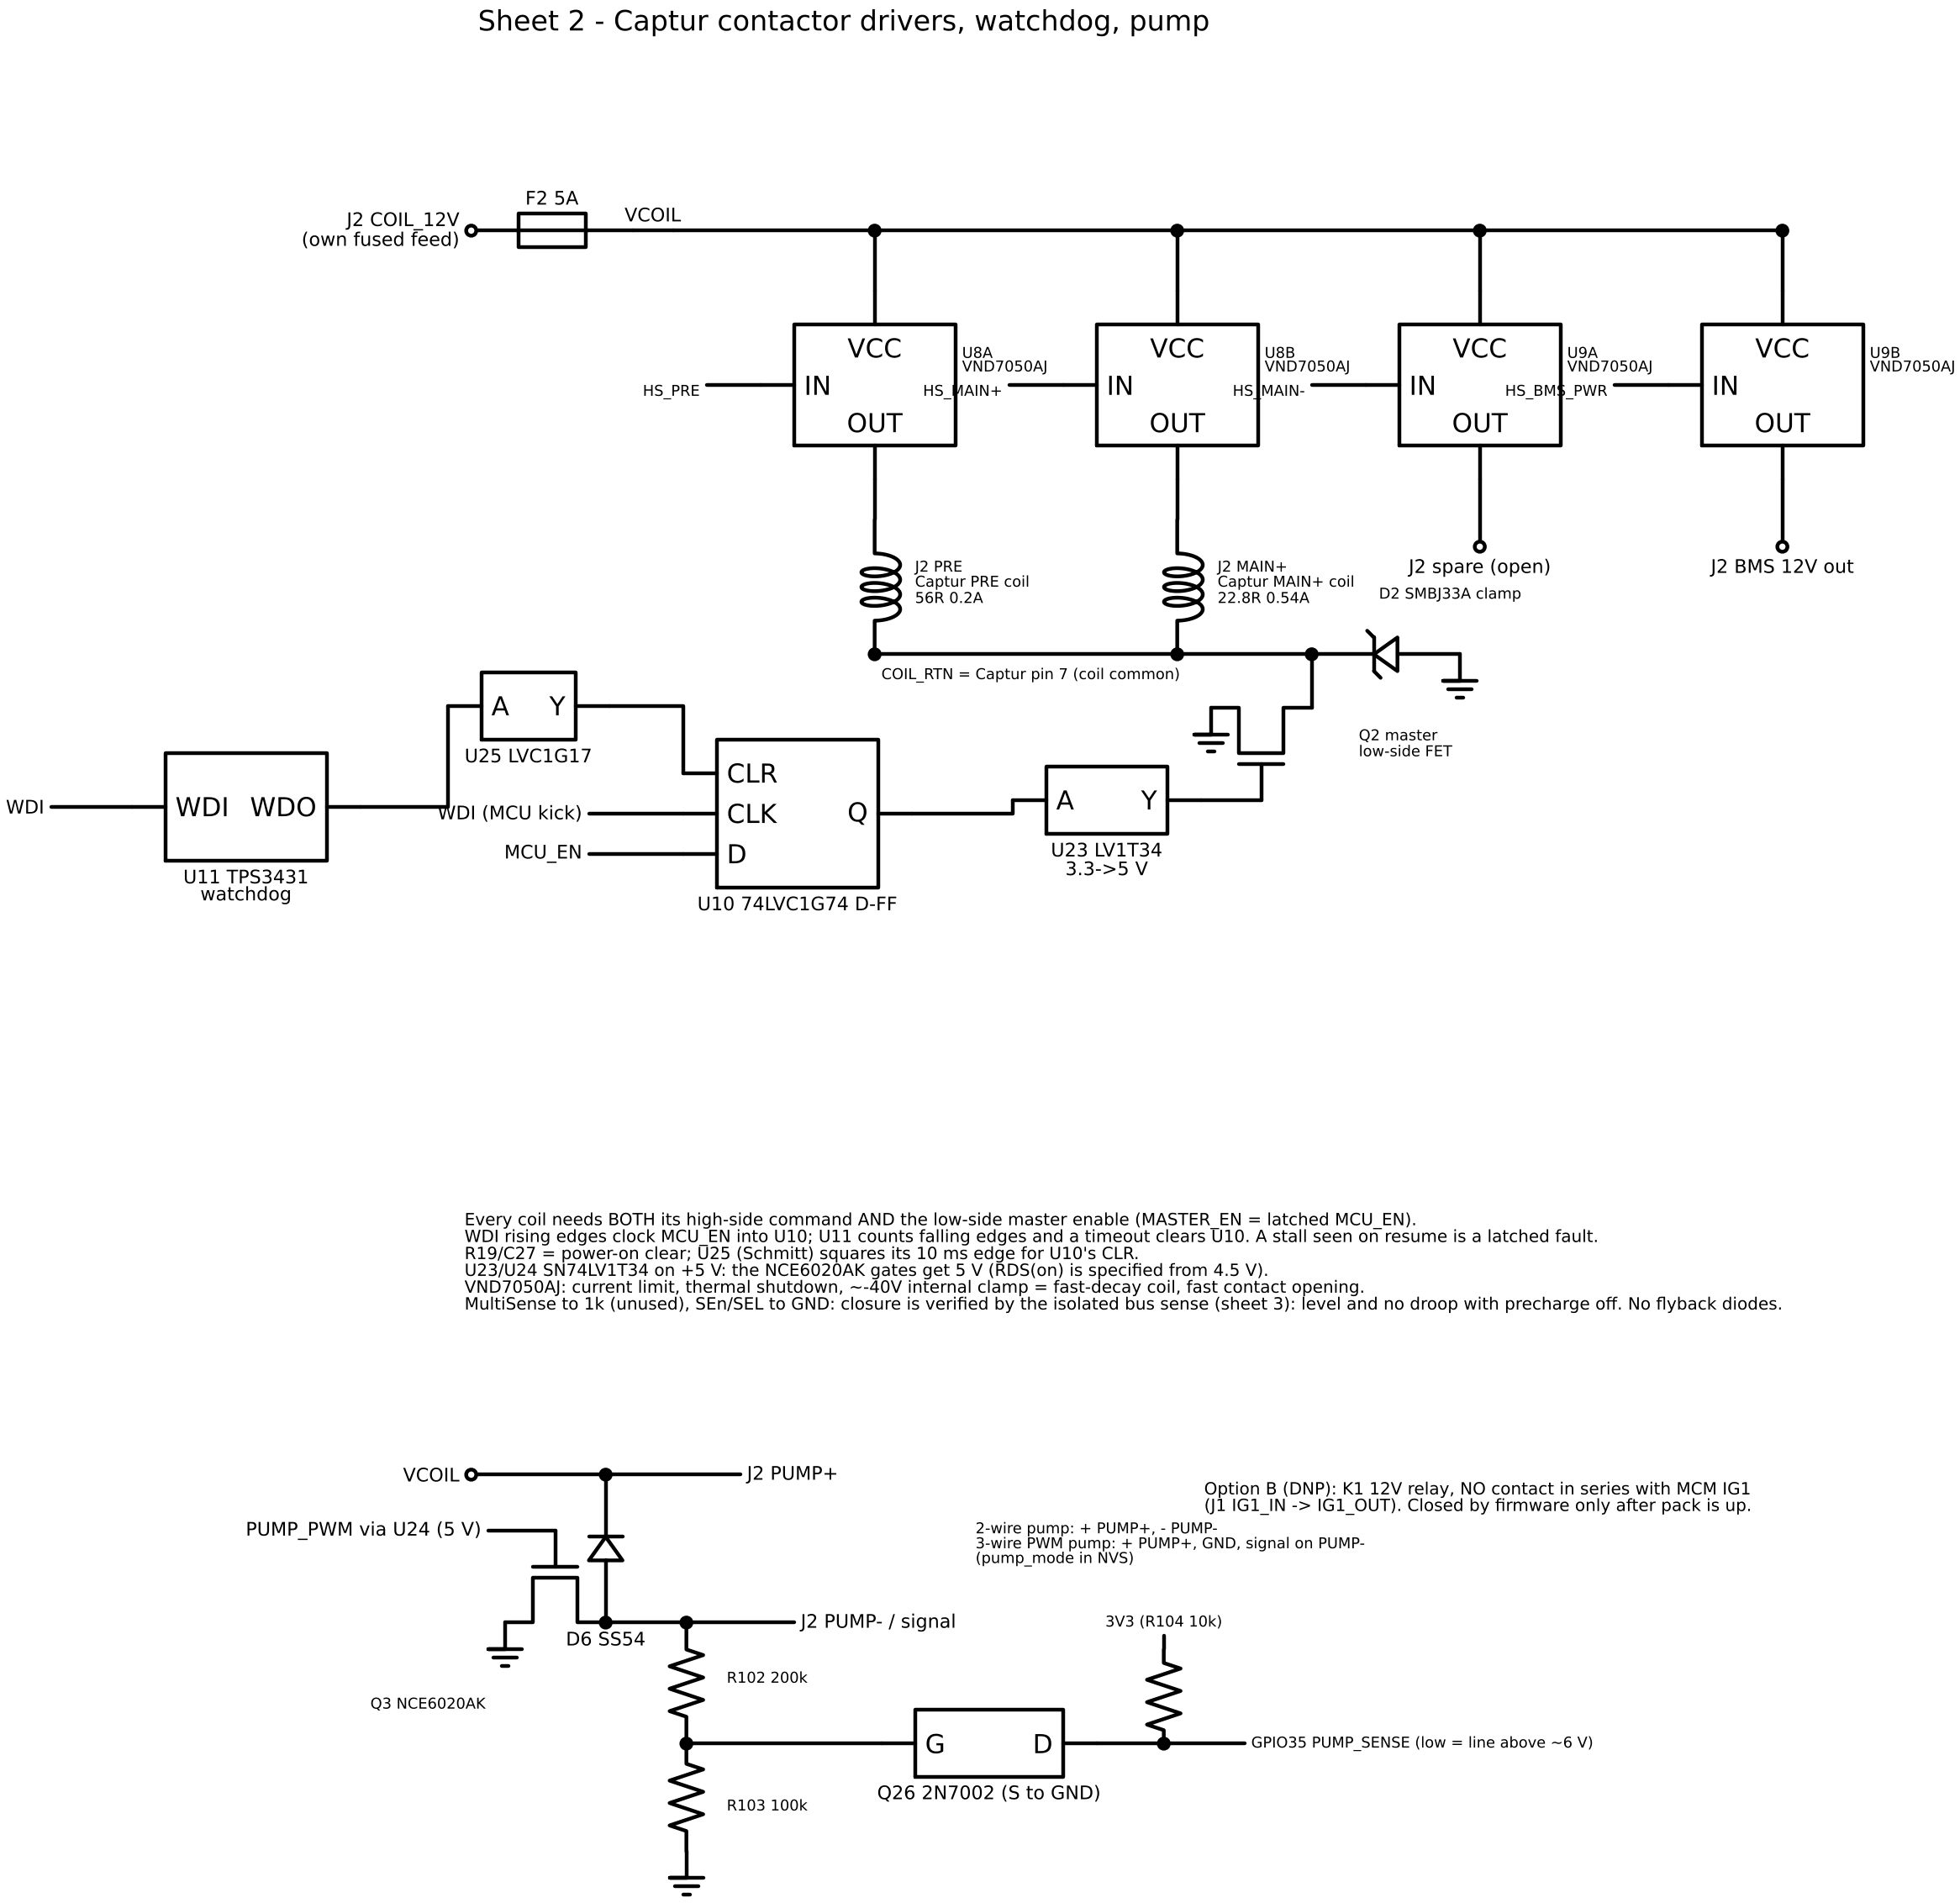 Sheet 2 - Captur contactor drivers, watchdog, pump
F2 5A
J2 COIL_12V
(own fused feed)
VCOIL
VCC
IN
OUT
HS_PRE
U8A
VND7050AJ
VCC
IN
OUT
HS_MAIN+
U8B
VND7050AJ
VCC
IN
OUT
HS_MAIN-
U9A
VND7050AJ
VCC
IN
OUT
HS_BMS_PWR
U9B
VND7050AJ
J2 PRE
Captur PRE coil
56R 0.2A
J2 MAIN+
Captur MAIN+ coil
22.8R 0.54A
J2 spare (open)
J2 BMS 12V out
D2 SMBJ33A clamp
COIL_RTN = Captur pin 7 (coil common)
A Y
U25 LVC1G17
Q2 master
low-side FET
WDI
WDI WDO
U11 TPS3431
watchdog
WDI (MCU kick)
MCU_EN
CLR
CLK
D
Q
U10 74LVC1G74 D-FF
A Y
U23 LV1T34
3.3->5 V
Every coil needs BOTH its high-side command AND the low-side master enable (MASTER_EN = latched MCU_EN).
WDI rising edges clock MCU_EN into U10; U11 counts falling edges and a timeout clears U10. A stall seen on resume is a latched fault.
R19/C27 = power-on clear; U25 (Schmitt) squares its 10 ms edge for U10's CLR.
U23/U24 SN74LV1T34 on +5 V: the NCE6020AK gates get 5 V (RDS(on) is specified from 4.5 V).
VND7050AJ: current limit, thermal shutdown, ~-40V internal clamp = fast-decay coil, fast contact opening.
MultiSense to 1k (unused), SEn/SEL to GND: closure is verified by the isolated bus sense (sheet 3): level and no droop with precharge off. No flyback diodes.
VCOIL
J2 PUMP+
PUMP_PWM via U24 (5 V)
Option B (DNP): K1 12V relay, NO contact in series with MCM IG1
(J1 IG1_IN -> IG1_OUT). Closed by firmware only after pack is up.
2-wire pump: + PUMP+, - PUMP-
3-wire PWM pump: + PUMP+, GND, signal on PUMP-
(pump_mode in NVS)
J2 PUMP- / signal
D6 SS54
Q3 NCE6020AK
R102 200k
3V3 (R104 10k)
G D
GPIO35 PUMP_SENSE (low = line above ~6 V)
Q26 2N7002 (S to GND)
R103 100k